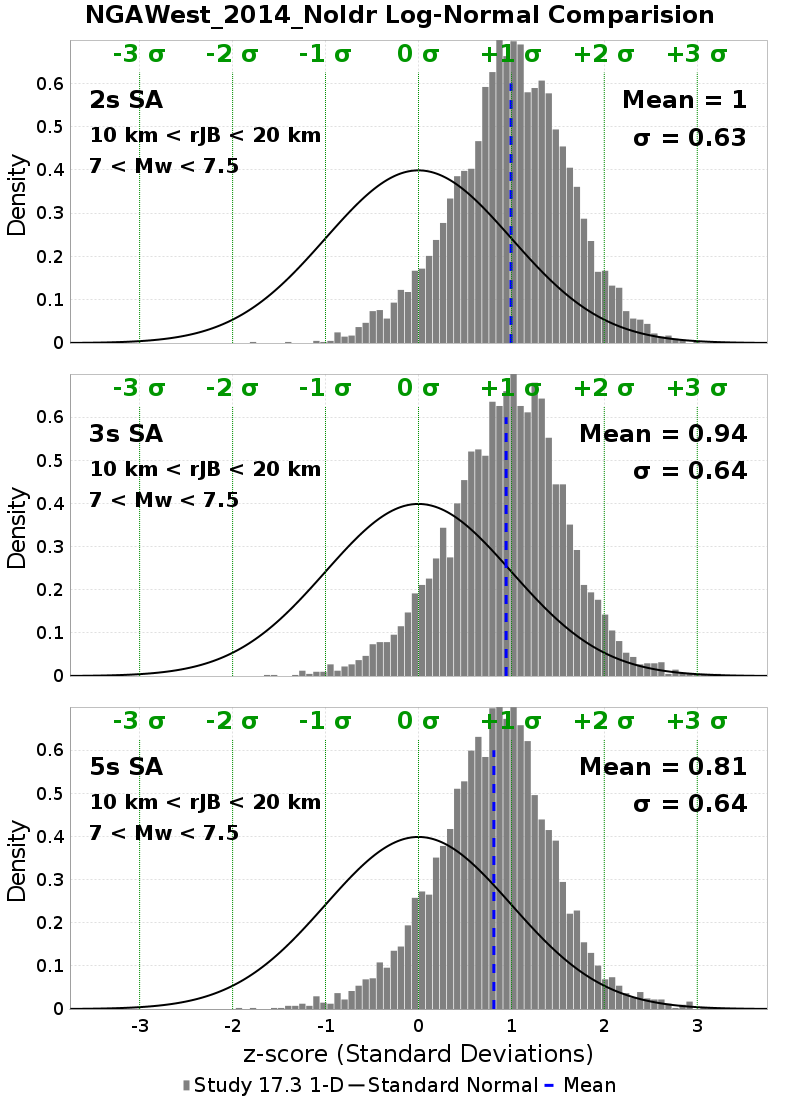 NGAWest_2014_NoIdr Log-Normal Comparision
-3 σ -2 σ -1 σ 0 σ +1 σ +2 σ +3 σ
2s SA Mean = 1
10 km < rJB < 20 km σ = 0.63
7 < Mw < 7.5
Density
0.6
0.5
0.4
0.3
0.2
0.1
0
-3 σ -2 σ -1 σ 0 σ +1 σ +2 σ +3 σ
3s SA Mean = 0.94
10 km < rJB < 20 km σ = 0.64
7 < Mw < 7.5
Density
0.6
0.5
0.4
0.3
0.2
0.1
0
-3 σ -2 σ -1 σ 0 σ +1 σ +2 σ +3 σ
5s SA Mean = 0.81
10 km < rJB < 20 km σ = 0.64
7 < Mw < 7.5
Density
0.6
0.5
0.4
0.3
0.2
0.1
0
-3 -2 -1 0 1 2 3
z-score (Standard Deviations)
Study 17.3 1-D Standard Normal Mean